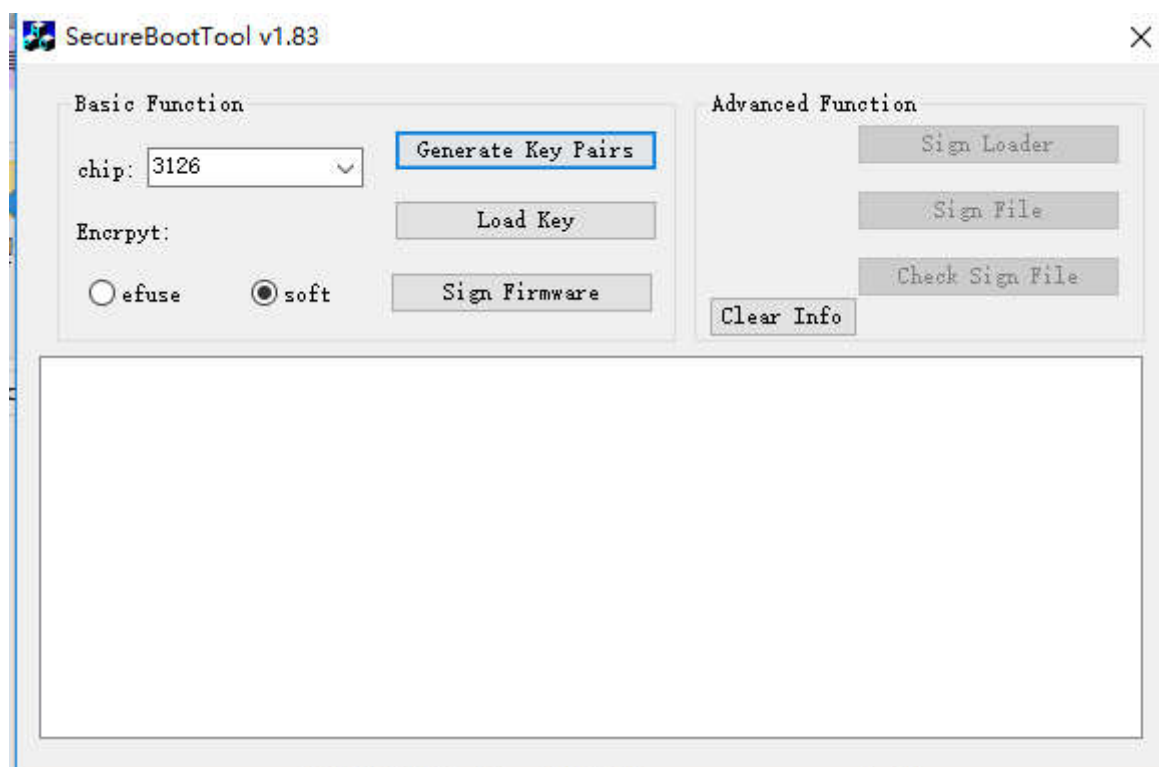 SecureBootTool v1.83
Basic Function
chip: 3126
Generate Key Pairs
Load Key
Encrpyt:
efuse
soft
Sign Firmware
Advanced Function
Sign Loader
Sign File
Check Sign File
Clear Info